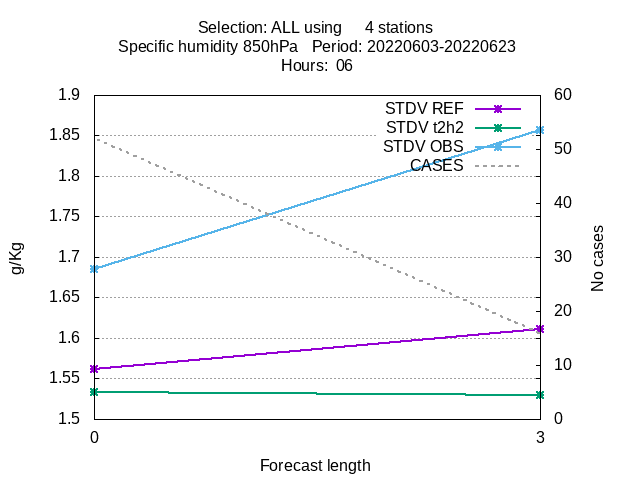 Selection: ALL using     4 stations
Specific humidity 850hPa   Period: 20220603-20220623
Hours:  06
1.9
1.85
1.8
1.75
1.7
1.65
1.6
1.55
1.5
g/Kg
STDV REF
STDV t2h2
STDV OBS
CASES
60
50
40
30
20
10
0
No cases
0 3
Forecast length